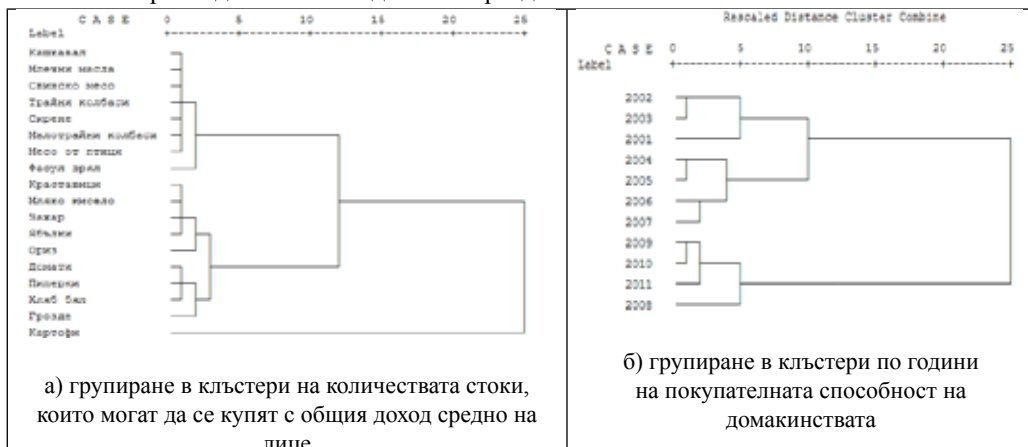 C A S E 0 5 10 15 20 25
Label
Кашкавал
Млечни масла
Свинско месо
Трайни колбаси
Сирене
Малотрайни колбаси
Месо от птици
Фасул зрял
Краставици
Мляко кисело
Захар
Ябълки
Ориз
Домати
Пиперки
Хляб бял
Грозде
Картофи
а) групиране в клъстери на количествата стоки,
които могат да се купят с общия доход средно на
лице
Rescaled Distance Cluster Combine
C A S E 0 5 10 15 20 25
Label
2002
2003
2001
2004
2005
2006
2007
2009
2010
2011
2008
б) групиране в клъстери по години
на покупателната способност на
домакинствата